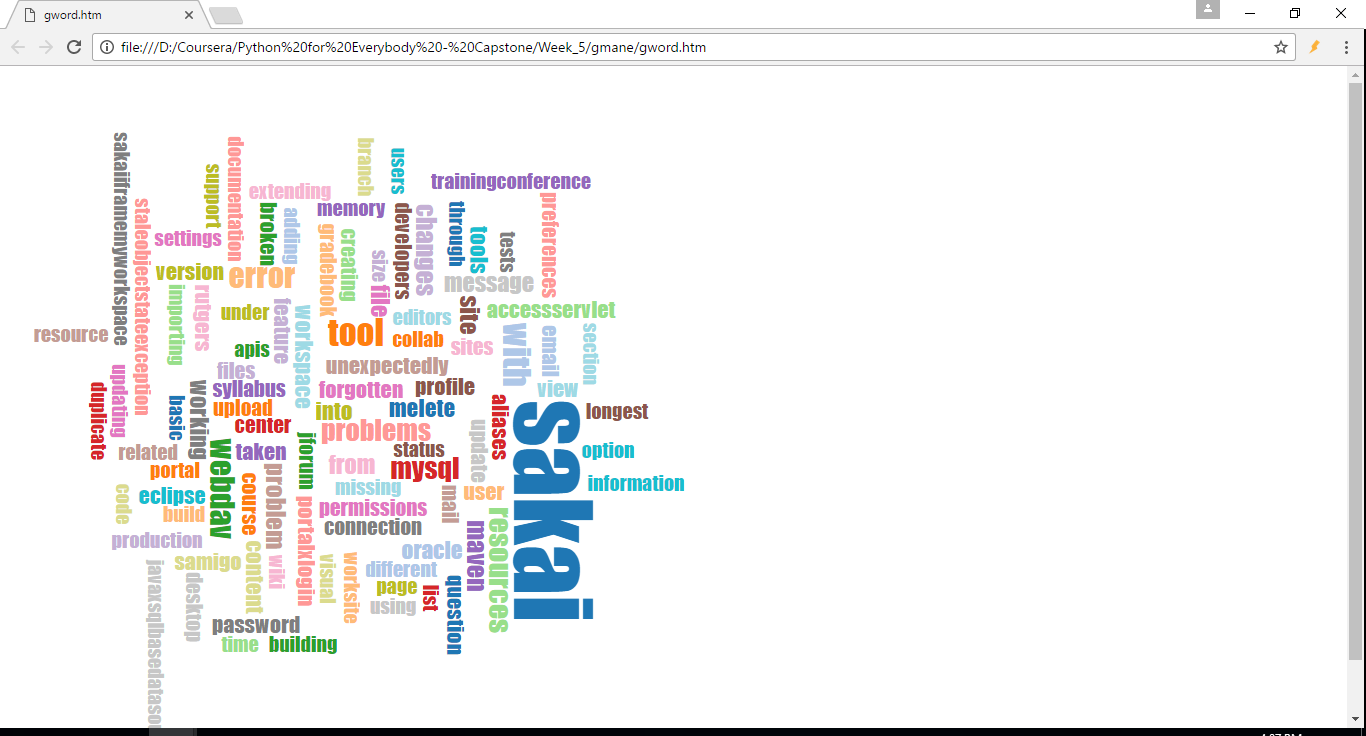 gword.htm
file:///D:/Coursera/Python%20for%20Everybody%20-%20Capstone/Week_5/gmane/gword.htm
sakaiiframemyworkspace
documentation
branch
users
support
trainingconference
extending
preferences
staleobjectstateexception
broken
adding
memory
developers
changes
through
settings
gradebook
creating
tools
tests
version
error
size
message
importing
rutgers
file
under
feature
workspace
editors
site
accessservlet
resource
tool
collab
with
email
section
apis
sites
files
unexpectedly
updating
duplicate
basic
working
syllabus
forgotten
profile
view
upload
into
melete
aliases
sakai
longest
center
problems
update
related
webdav
taken
jforum
status
option
portal
problem
from
mysql
information
code
eclipse
course
missing
mail
user
build
portalxlogin
permissions
resources
connection
maven
production
content
oracle
samigo
wiki
visual
worksite
different
javaxsqlbasedatasou
desktop
page
list
question
using
password
time
building